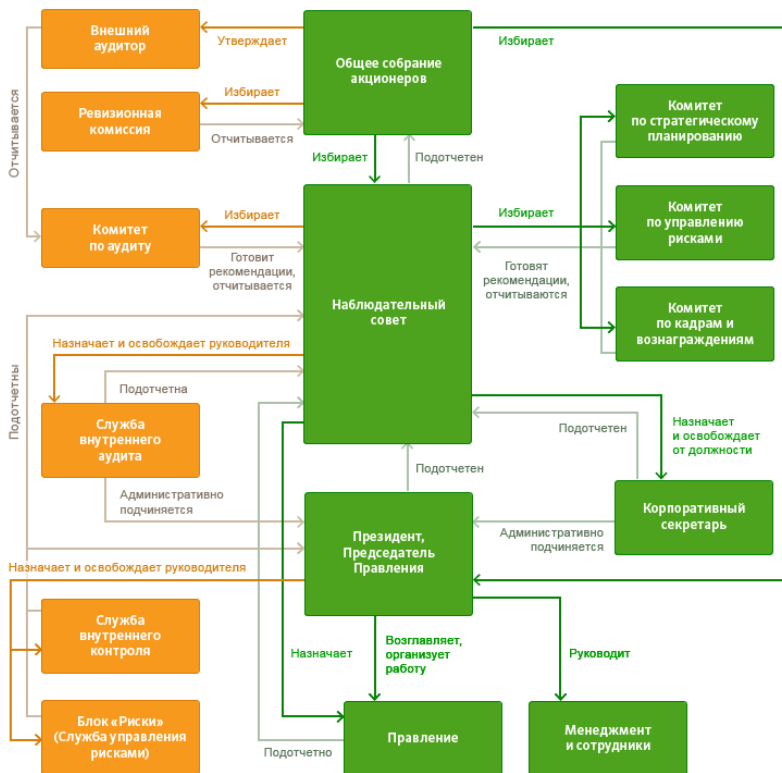 Внешний
аудитор
Утверждает
Общее собрание
акционеров
Избирает
Ревизионная
комиссия
Избирает
Отчитывается
Отчитывается
Комитет
по стратегическому
планированию
Избирает
Подотчетен
Комитет
по аудиту
Избирает
Готовит
рекомендации,
отчитывается
Наблюдательный
совет
Избирает
Готовят
рекомендации,
отчитываются
Комитет
по управлению
рисками
Комитет
по кадрам и
вознаграждениям
Назначает и освобождает руководителя
Подотчетны
Подотчетна
Служба
внутреннего
аудита
Административно
подчиняется
Подотчетен
Подотчетен
Назначает
и освобождает
от должности
Корпоративный
секретарь
Административно
подчиняется
Президент,
Председатель
Правления
Назначает и освобождает руководителя
Служба
внутреннего
контроля
Назначает
Возглавляет,
организует
работу
Руководит
Блок «Риски»
(Служба управления
рисками)
Подотчетно
Правление
Менеджмент
и сотрудники